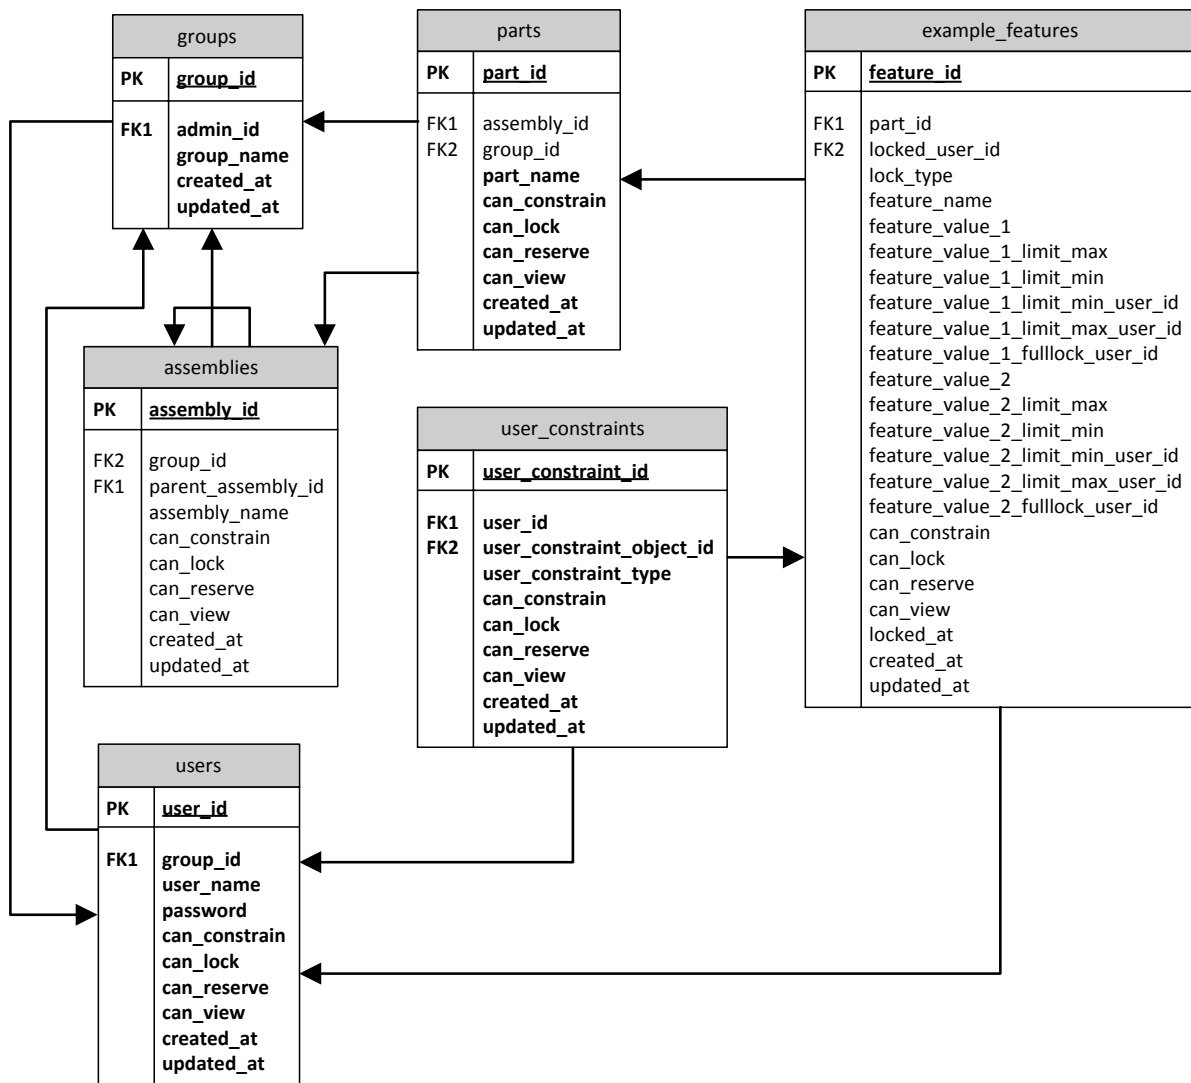 groups
PK group_id
FK1 admin_id
group_name
created_at
updated_at
parts
PK part_id
FK1 assembly_id
FK2 group_id
part_name
can_constrain
can_lock
can_reserve
can_view
created_at
updated_at
example_features
PK feature_id
FK1 part_id
FK2 locked_user_id
lock_type
feature_name
feature_value_1
feature_value_1_limit_max
feature_value_1_limit_min
feature_value_1_limit_min_user_id
feature_value_1_limit_max_user_id
feature_value_1_fulllock_user_id
feature_value_2
feature_value_2_limit_max
feature_value_2_limit_min
feature_value_2_limit_min_user_id
feature_value_2_limit_max_user_id
feature_value_2_fulllock_user_id
can_constrain
can_lock
can_reserve
can_view
locked_at
created_at
updated_at
assemblies
PK assembly_id
FK2 group_id
FK1 parent_assembly_id
assembly_name
can_constrain
can_lock
can_reserve
can_view
created_at
updated_at
user_constraints
PK user_constraint_id
FK1 user_id
FK2 user_constraint_object_id
user_constraint_type
can_constrain
can_lock
can_reserve
can_view
created_at
updated_at
users
PK user_id
FK1 group_id
user_name
password
can_constrain
can_lock
can_reserve
can_view
created_at
updated_at